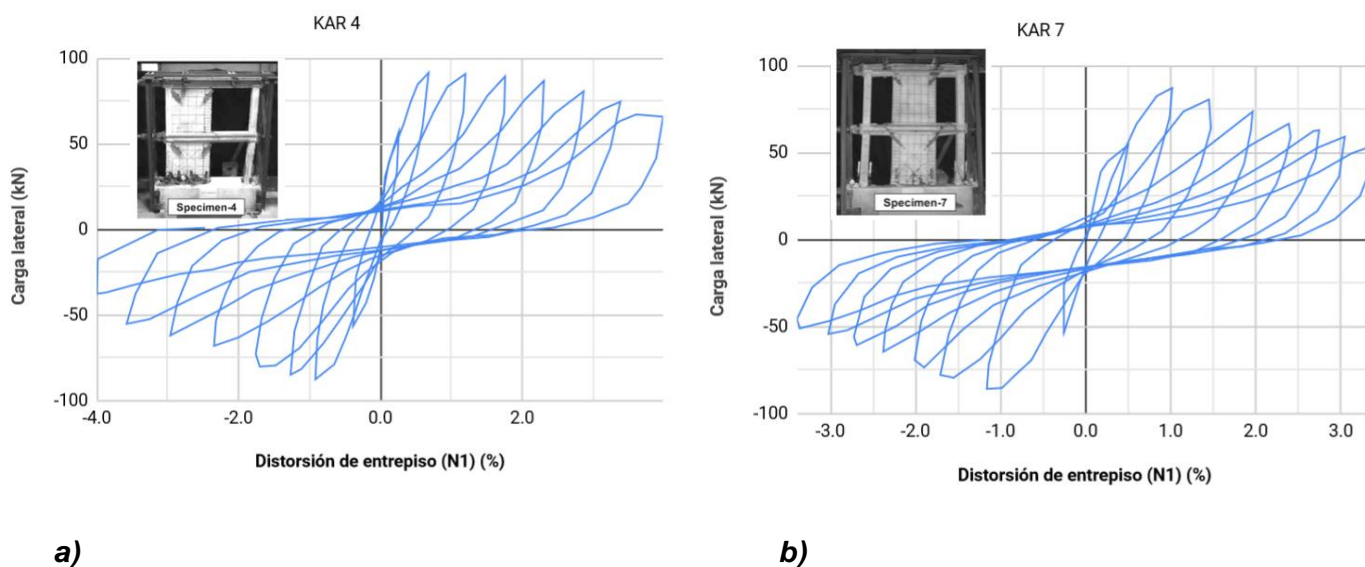 KAR 4
100
50
0
-50
-100
-4.0
-2.0
0.0
2.0
Carga lateral (kN)
Distorsión de entrepiso (N1) (%)
Specimen-4
a)
KAR 7
100
50
0
-50
-100
-3.0
-2.0
-1.0
0.0
1.0
2.0
3.0
Carga lateral (kN)
Distorsión de entrepiso (N1) (%)
Specimen-7
b)